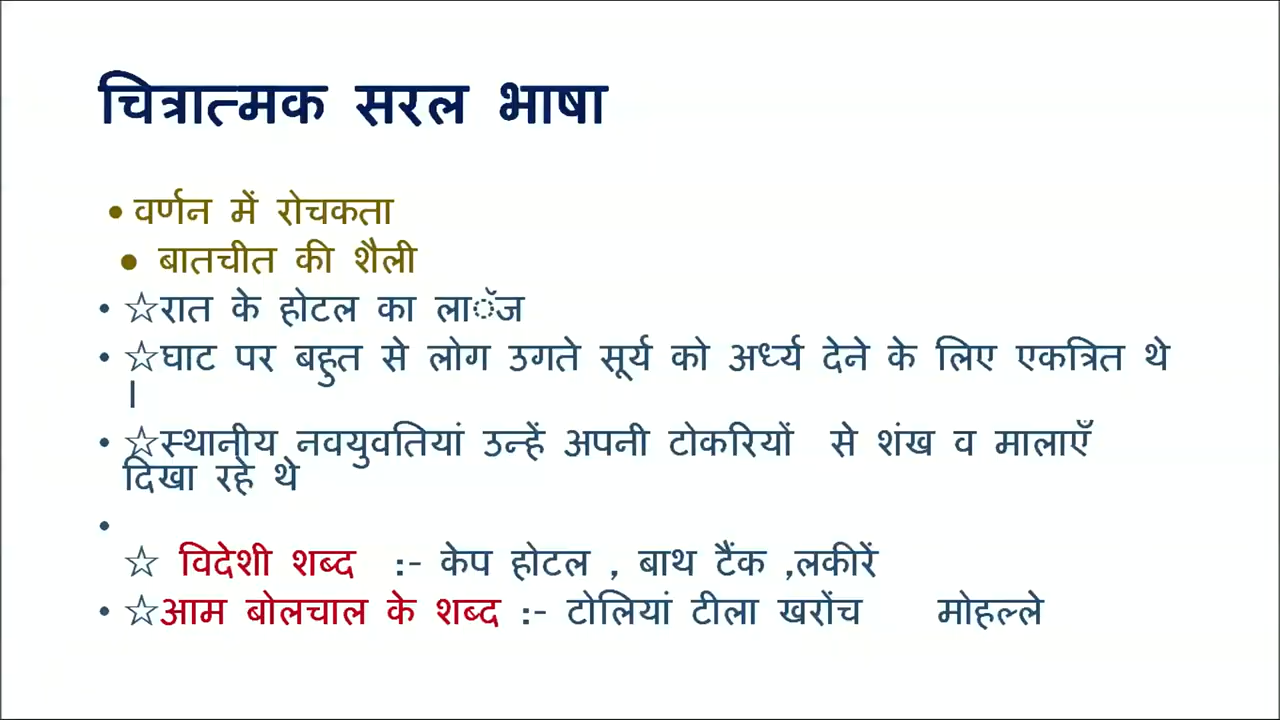 चित्रात्मक सरल भाषा
• वर्णन में रोचकता
● बातचीत की शैली
• ☆रात के होटल का लाॅज
• ☆घाट पर बहुत से लोग उगते सूर्य को अर्ध्य देने के लिए एकत्रित थे
।
• ☆स्थानीय नवयुवतियां उन्हें अपनी टोकरियों से शंख व मालाएँ
दिखा रहे थे
•
☆ विदेशी शब्द :- केप होटल , बाथ टैंक ,लकीरें
• ☆आम बोलचाल के शब्द :- टोलियां टीला खरोंच मोहल्ले